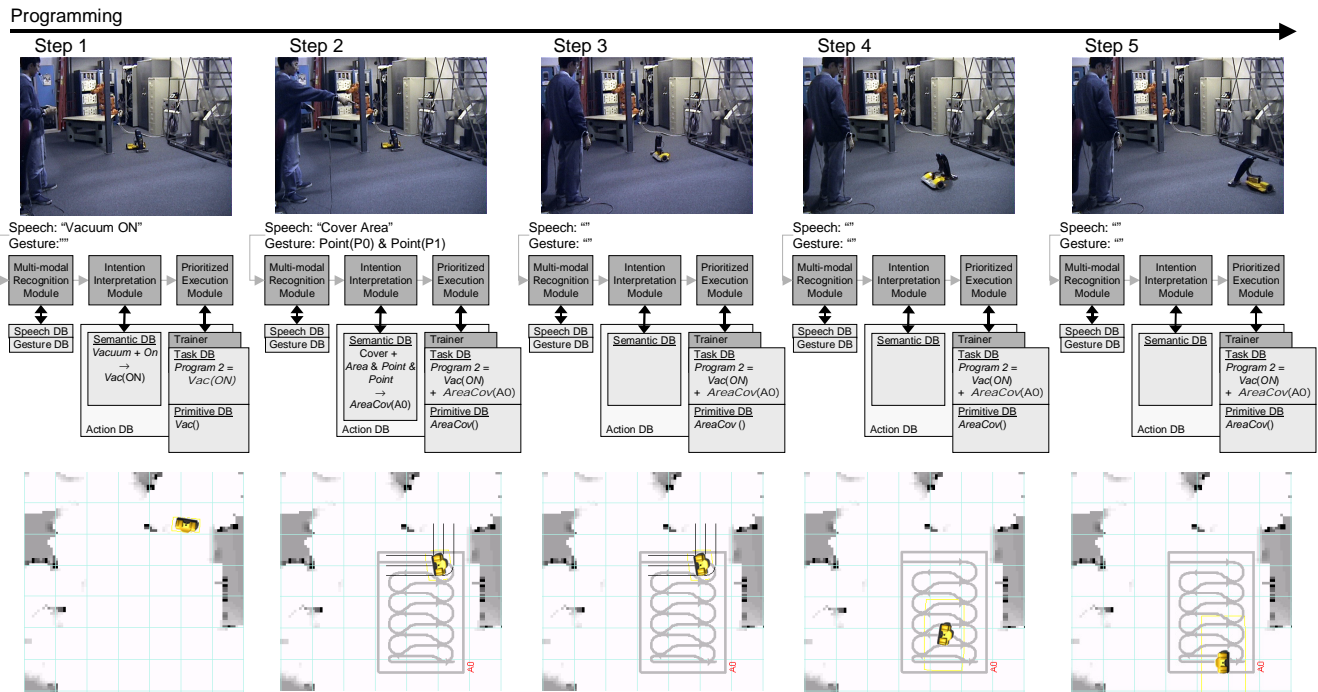 Programming
Step 1
Step 2
Step 3
Step 4
Step 5
Speech: “Vacuum ON”
Gesture:””
Multi-modal
Recognition
Module
Intention
Interpretation
Module
Prioritized
Execution
Module
Speech DB
Gesture DB
Semantic DB
Vacuum + On
→
Vac(ON)
Action DB
Trainer
Task DB
Program 2 =
Vac(ON)
Primitive DB
Vac()
Speech: “Cover Area”
Gesture: Point(P0) & Point(P1)
Multi-modal
Recognition
Module
Intention
Interpretation
Module
Prioritized
Execution
Module
Speech DB
Gesture DB
Semantic DB
Cover +
Area & Point &
Point
→
AreaCov(A0)
Action DB
Trainer
Task DB
Program 2 =
Vac(ON)
+ AreaCov(A0)
Primitive DB
AreaCov()
Speech: “”
Gesture: “”
Multi-modal
Recognition
Module
Intention
Interpretation
Module
Prioritized
Execution
Module
Speech DB
Gesture DB
Semantic DB
Action DB
Trainer
Task DB
Program 2 =
Vac(ON)
+ AreaCov(A0)
Primitive DB
AreaCov ()
Speech: “”
Gesture: “”
Multi-modal
Recognition
Module
Intention
Interpretation
Module
Prioritized
Execution
Module
Speech DB
Gesture DB
Semantic DB
Action DB
Trainer
Task DB
Program 2 =
Vac(ON)
+ AreaCov(A0)
Primitive DB
AreaCov()
Speech: “”
Gesture: “”
Multi-modal
Recognition
Module
Intention
Interpretation
Module
Prioritized
Execution
Module
Speech DB
Gesture DB
Semantic DB
Action DB
Trainer
Task DB
Program 2 =
Vac(ON)
+ AreaCov(A0)
Primitive DB
AreaCov()
A0
A0
A0
A0